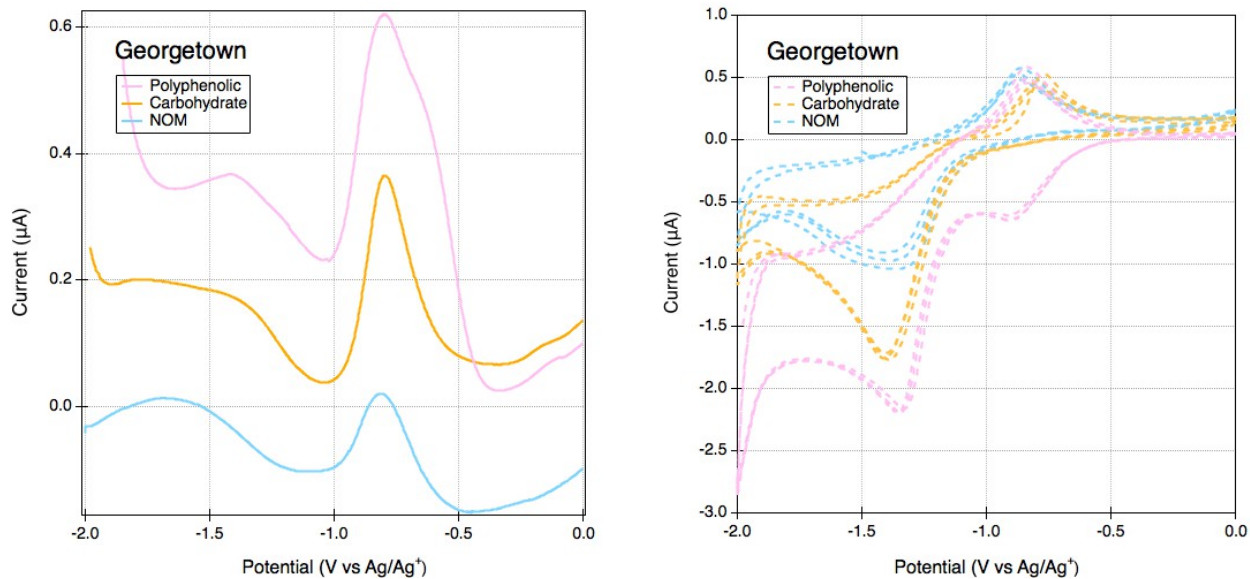 0.6
0.4
0.2
0.0
Current (µA)
Georgetown
Polyphenolic
Carbohydrate
NOM
-2.0 -1.5 -1.0 -0.5 0.0
Potential (V vs Ag/Ag⁺)
1.0
0.5
0.0
-0.5
-1.0
-1.5
-2.0
-2.5
-3.0
Current (µA)
Georgetown
Polyphenolic
Carbohydrate
NOM
-2.0 -1.5 -1.0 -0.5 0.0
Potential (V vs Ag/Ag⁺)